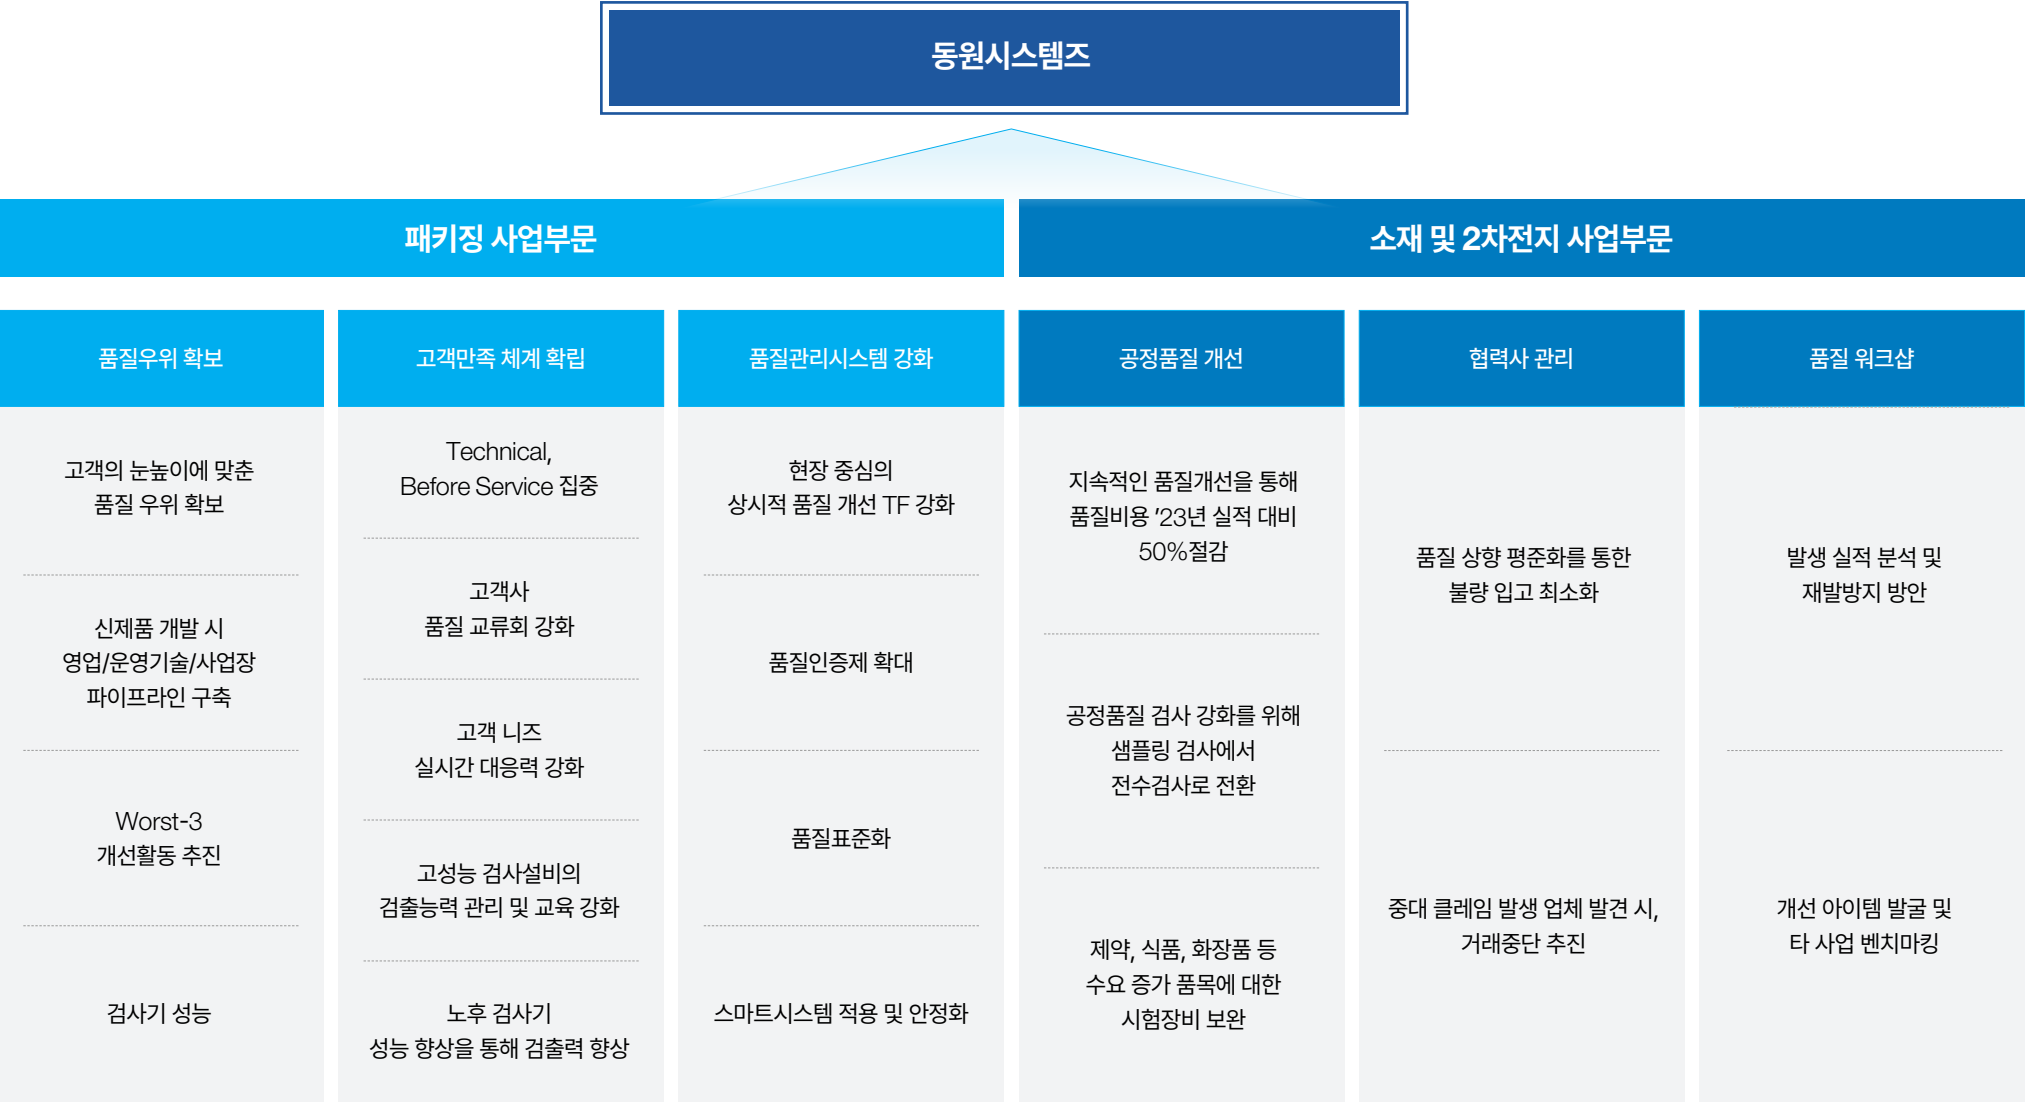 동원시스템즈
패키징 사업부문
소재 및 2차전지 사업부문
품질우위 확보
고객의 눈높이에 맞춘
품질 우위 확보
신제품 개발 시
영업/운영기술/사업장
파이프라인 구축
Worst-3
개선활동 추진
검사기 성능
고객만족 체계 확립
Technical,
Before Service 집중
고객사
품질 교류회 강화
고객 니즈
실시간 대응력 강화
고성능 검사설비의
검출능력 관리 및 교육 강화
노후 검사기
성능 향상을 통해 검출력 향상
품질관리시스템 강화
현장 중심의
상시적 품질 개선 TF 강화
품질인증제 확대
품질표준화
스마트시스템 적용 및 안정화
공정품질 개선
지속적인 품질개선을 통해
품질비용 '23년 실적 대비
50%절감
공정품질 검사 강화를 위해
샘플링 검사에서
전수검사로 전환
제약, 식품, 화장품 등
수요 증가 품목에 대한
시험장비 보완
협력사 관리
품질 상향 평준화를 통한
불량 입고 최소화
중대 클레임 발생 업체 발견 시,
거래중단 추진
품질 워크샵
발생 실적 분석 및
재발방지 방안
개선 아이템 발굴 및
타 사업 벤치마킹